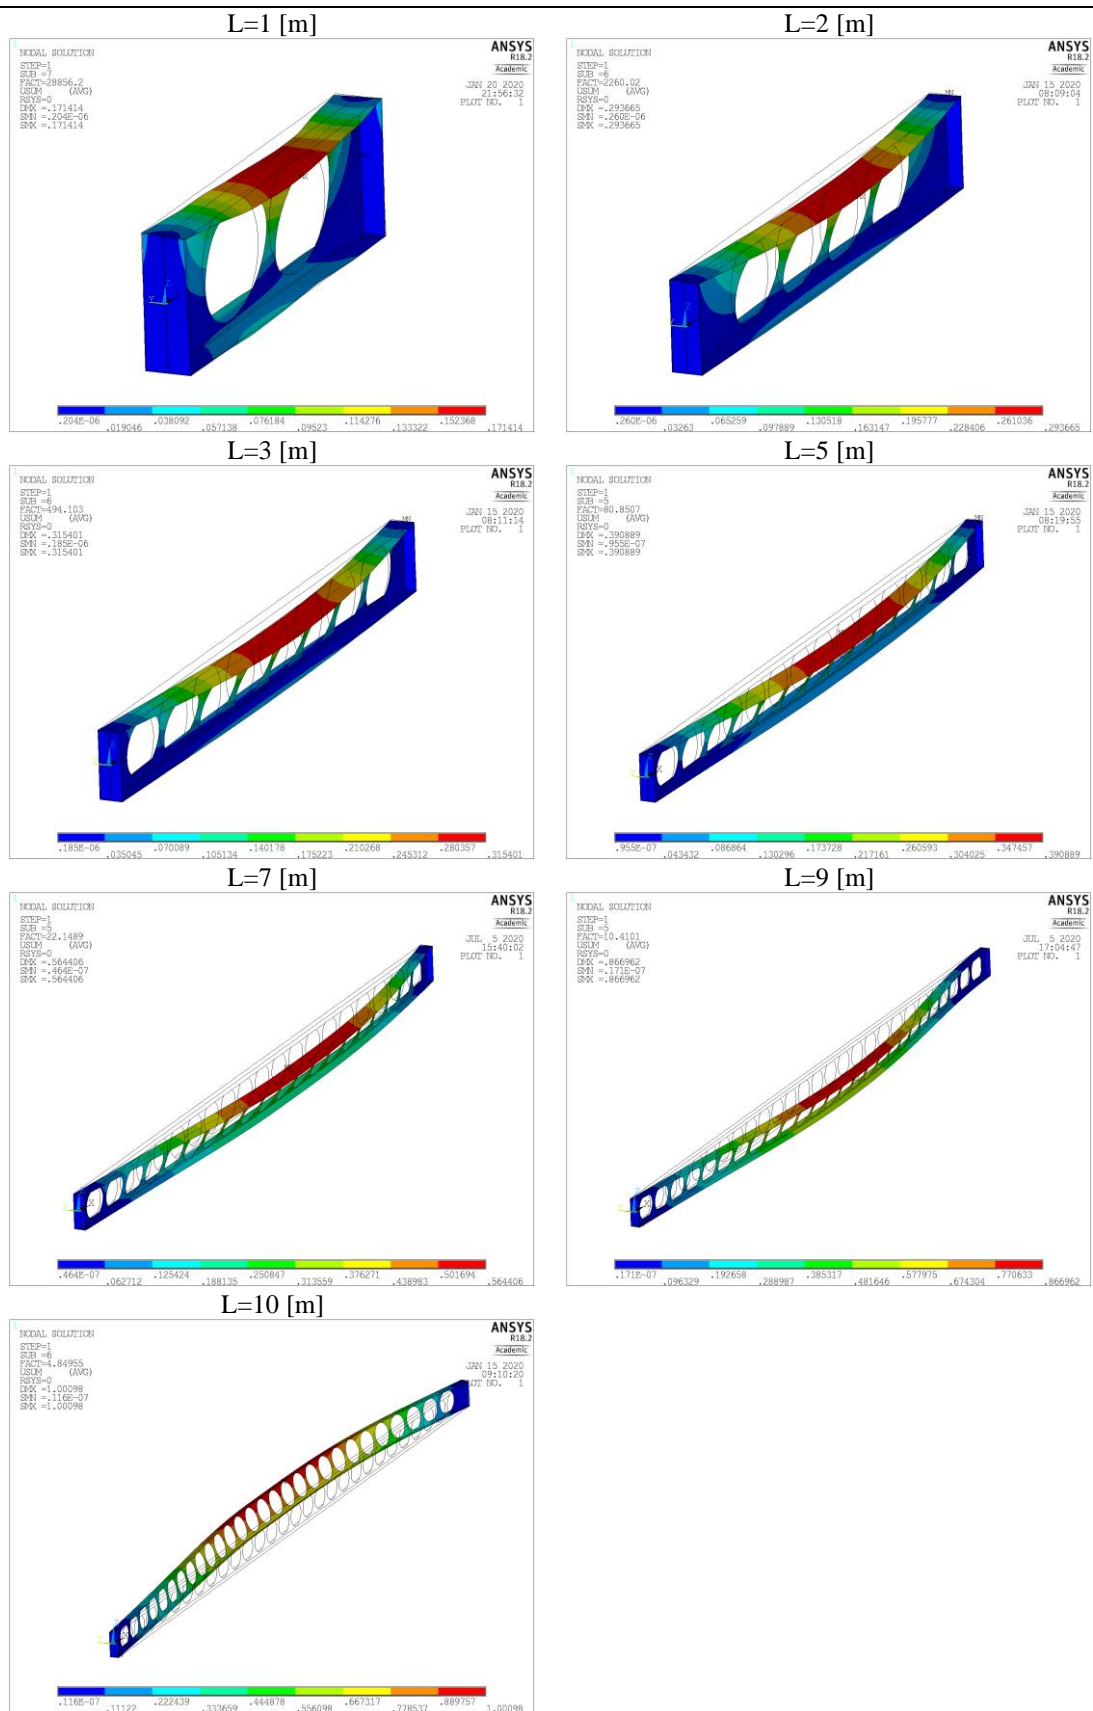 L=1 [m]
1
NODAL SOLUTION
STEP=1
SUB =7
FACT=28856.2
USUM (AVG)
RSYS=0
DMX =.171414
SMN =.204E-06
SMX =.171414
ANSYS
R18.2
Academic
JAN 20 2020
21:56:32
PLOT NO. 1
Z
Y
.204E-06 .038092 .076184 .114276 .152368
.019046 .057138 .09523 .133322 .171414
L=2 [m]
1
NODAL SOLUTION
STEP=1
SUB =6
FACT=2260.02
USUM (AVG)
RSYS=0
DMX =.293665
SMN =.260E-06
SMX =.293665
ANSYS
R18.2
Academic
JAN 15 2020
08:09:04
PLOT NO. 1
MN
Z
.260E-06 .065259 .130518 .195777 .261036
.03263 .097889 .163147 .228406 .293665
L=3 [m]
1
NODAL SOLUTION
STEP=1
SUB =6
FACT=494.103
USUM (AVG)
RSYS=0
DMX =.315401
SMN =.185E-06
SMX =.315401
ANSYS
R18.2
Academic
JAN 15 2020
08:11:14
PLOT NO. 1
MN
Z
.185E-06 .070089 .140178 .210268 .280357
.035045 .105134 .175223 .245312 .315401
L=5 [m]
1
NODAL SOLUTION
STEP=1
SUB =5
FACT=80.8507
USUM (AVG)
RSYS=0
DMX =.390889
SMN =.955E-07
SMX =.390889
ANSYS
R18.2
Academic
JAN 15 2020
08:19:55
PLOT NO. 1
MN
Z
X
.955E-07 .086864 .173728 .260593 .347457
.043432 .130296 .217161 .304025 .390889
L=7 [m]
1
NODAL SOLUTION
STEP=1
SUB =5
FACT=22.1489
USUM (AVG)
RSYS=0
DMX =.564406
SMN =.464E-07
SMX =.564406
ANSYS
R18.2
Academic
JUL 5 2020
15:40:02
PLOT NO. 1
X
.464E-07 .125424 .250847 .376271 .501694
.062712 .188135 .313559 .438983 .564406
L=9 [m]
1
NODAL SOLUTION
STEP=1
SUB =5
FACT=10.4101
USUM (AVG)
RSYS=0
DMX =.866962
SMN =.171E-07
SMX =.866962
ANSYS
R18.2
Academic
JUL 5 2020
17:04:47
PLOT NO. 1
X
.171E-07 .192658 .385317 .577975 .770633
.096329 .288987 .481646 .674304 .866962
L=10 [m]
1
NODAL SOLUTION
STEP=1
SUB =6
FACT=4.84955
USUM (AVG)
RSYS=0
DMX =1.00098
SMN =.116E-07
SMX =1.00098
ANSYS
R18.2
Academic
JAN 15 2020
09:10:20
PLOT NO. 1
.116E-07 .222439 .444878 .667317 .889757
.11122 .333659 .556098 .778537 1.00098